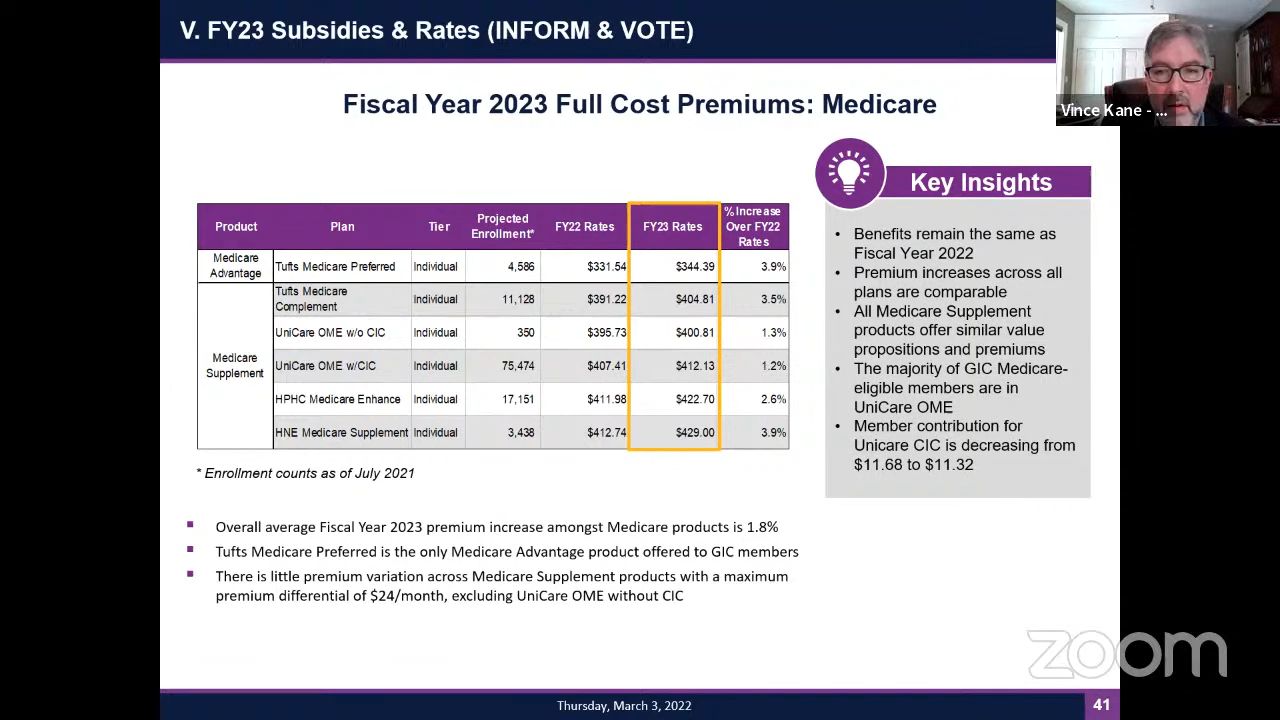 V. FY23 Subsidies & Rates (INFORM & VOTE)
Vince Kane - ...
Fiscal Year 2023 Full Cost Premiums: Medicare
Product Plan Tier Projected Enrollment* FY22 Rates FY23 Rates % Increase Over FY22 Rates
Medicare Advantage Tufts Medicare Preferred Individual 4,586 $331.54 $344.39 3.9%
Medicare Supplement
Tufts Medicare Complement Individual 11,128 $391.22 $404.81 3.5%
UniCare OME w/o CIC Individual 350 $395.73 $400.81 1.3%
UniCare OME w/CIC Individual 75,474 $407.41 $412.13 1.2%
HPHC Medicare Enhance Individual 17,151 $411.98 $422.70 2.6%
HNE Medicare Supplement Individual 3,438 $412.74 $429.00 3.9%
* Enrollment counts as of July 2021
Key Insights
• Benefits remain the same as
Fiscal Year 2022
• Premium increases across all
plans are comparable
• All Medicare Supplement
products offer similar value
propositions and premiums
• The majority of GIC Medicare-
eligible members are in
UniCare OME
• Member contribution for
Unicare CIC is decreasing from
$11.68 to $11.32
▪ Overall average Fiscal Year 2023 premium increase amongst Medicare products is 1.8%
▪ Tufts Medicare Preferred is the only Medicare Advantage product offered to GIC members
▪ There is little premium variation across Medicare Supplement products with a maximum
premium differential of $24/month, excluding UniCare OME without CIC
zoom
Thursday, March 3, 2022
41